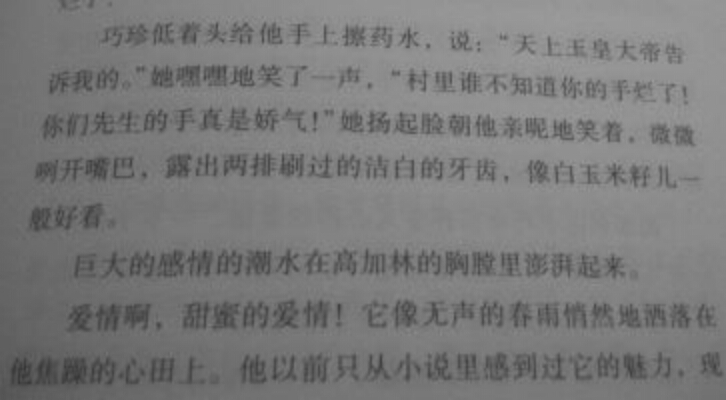 巧珍低着头给他手上擦药水，说：“天上玉皇大帝告
诉我的。”她嘿嘿地笑了一声，“村里谁不知道你的手烂了！
你们先生的手真是娇气！”她扬起脸朝他亲昵地笑着，微微
咧开嘴巴，露出两排刷过的洁白的牙齿，像白玉米籽儿一
般好看。
巨大的感情的潮水在高加林的胸膛里澎湃起来。
爱情啊，甜蜜的爱情！它像无声的春雨悄然地洒落在
他焦躁的心田上。他以前只从小说里感到过它的魅力，现